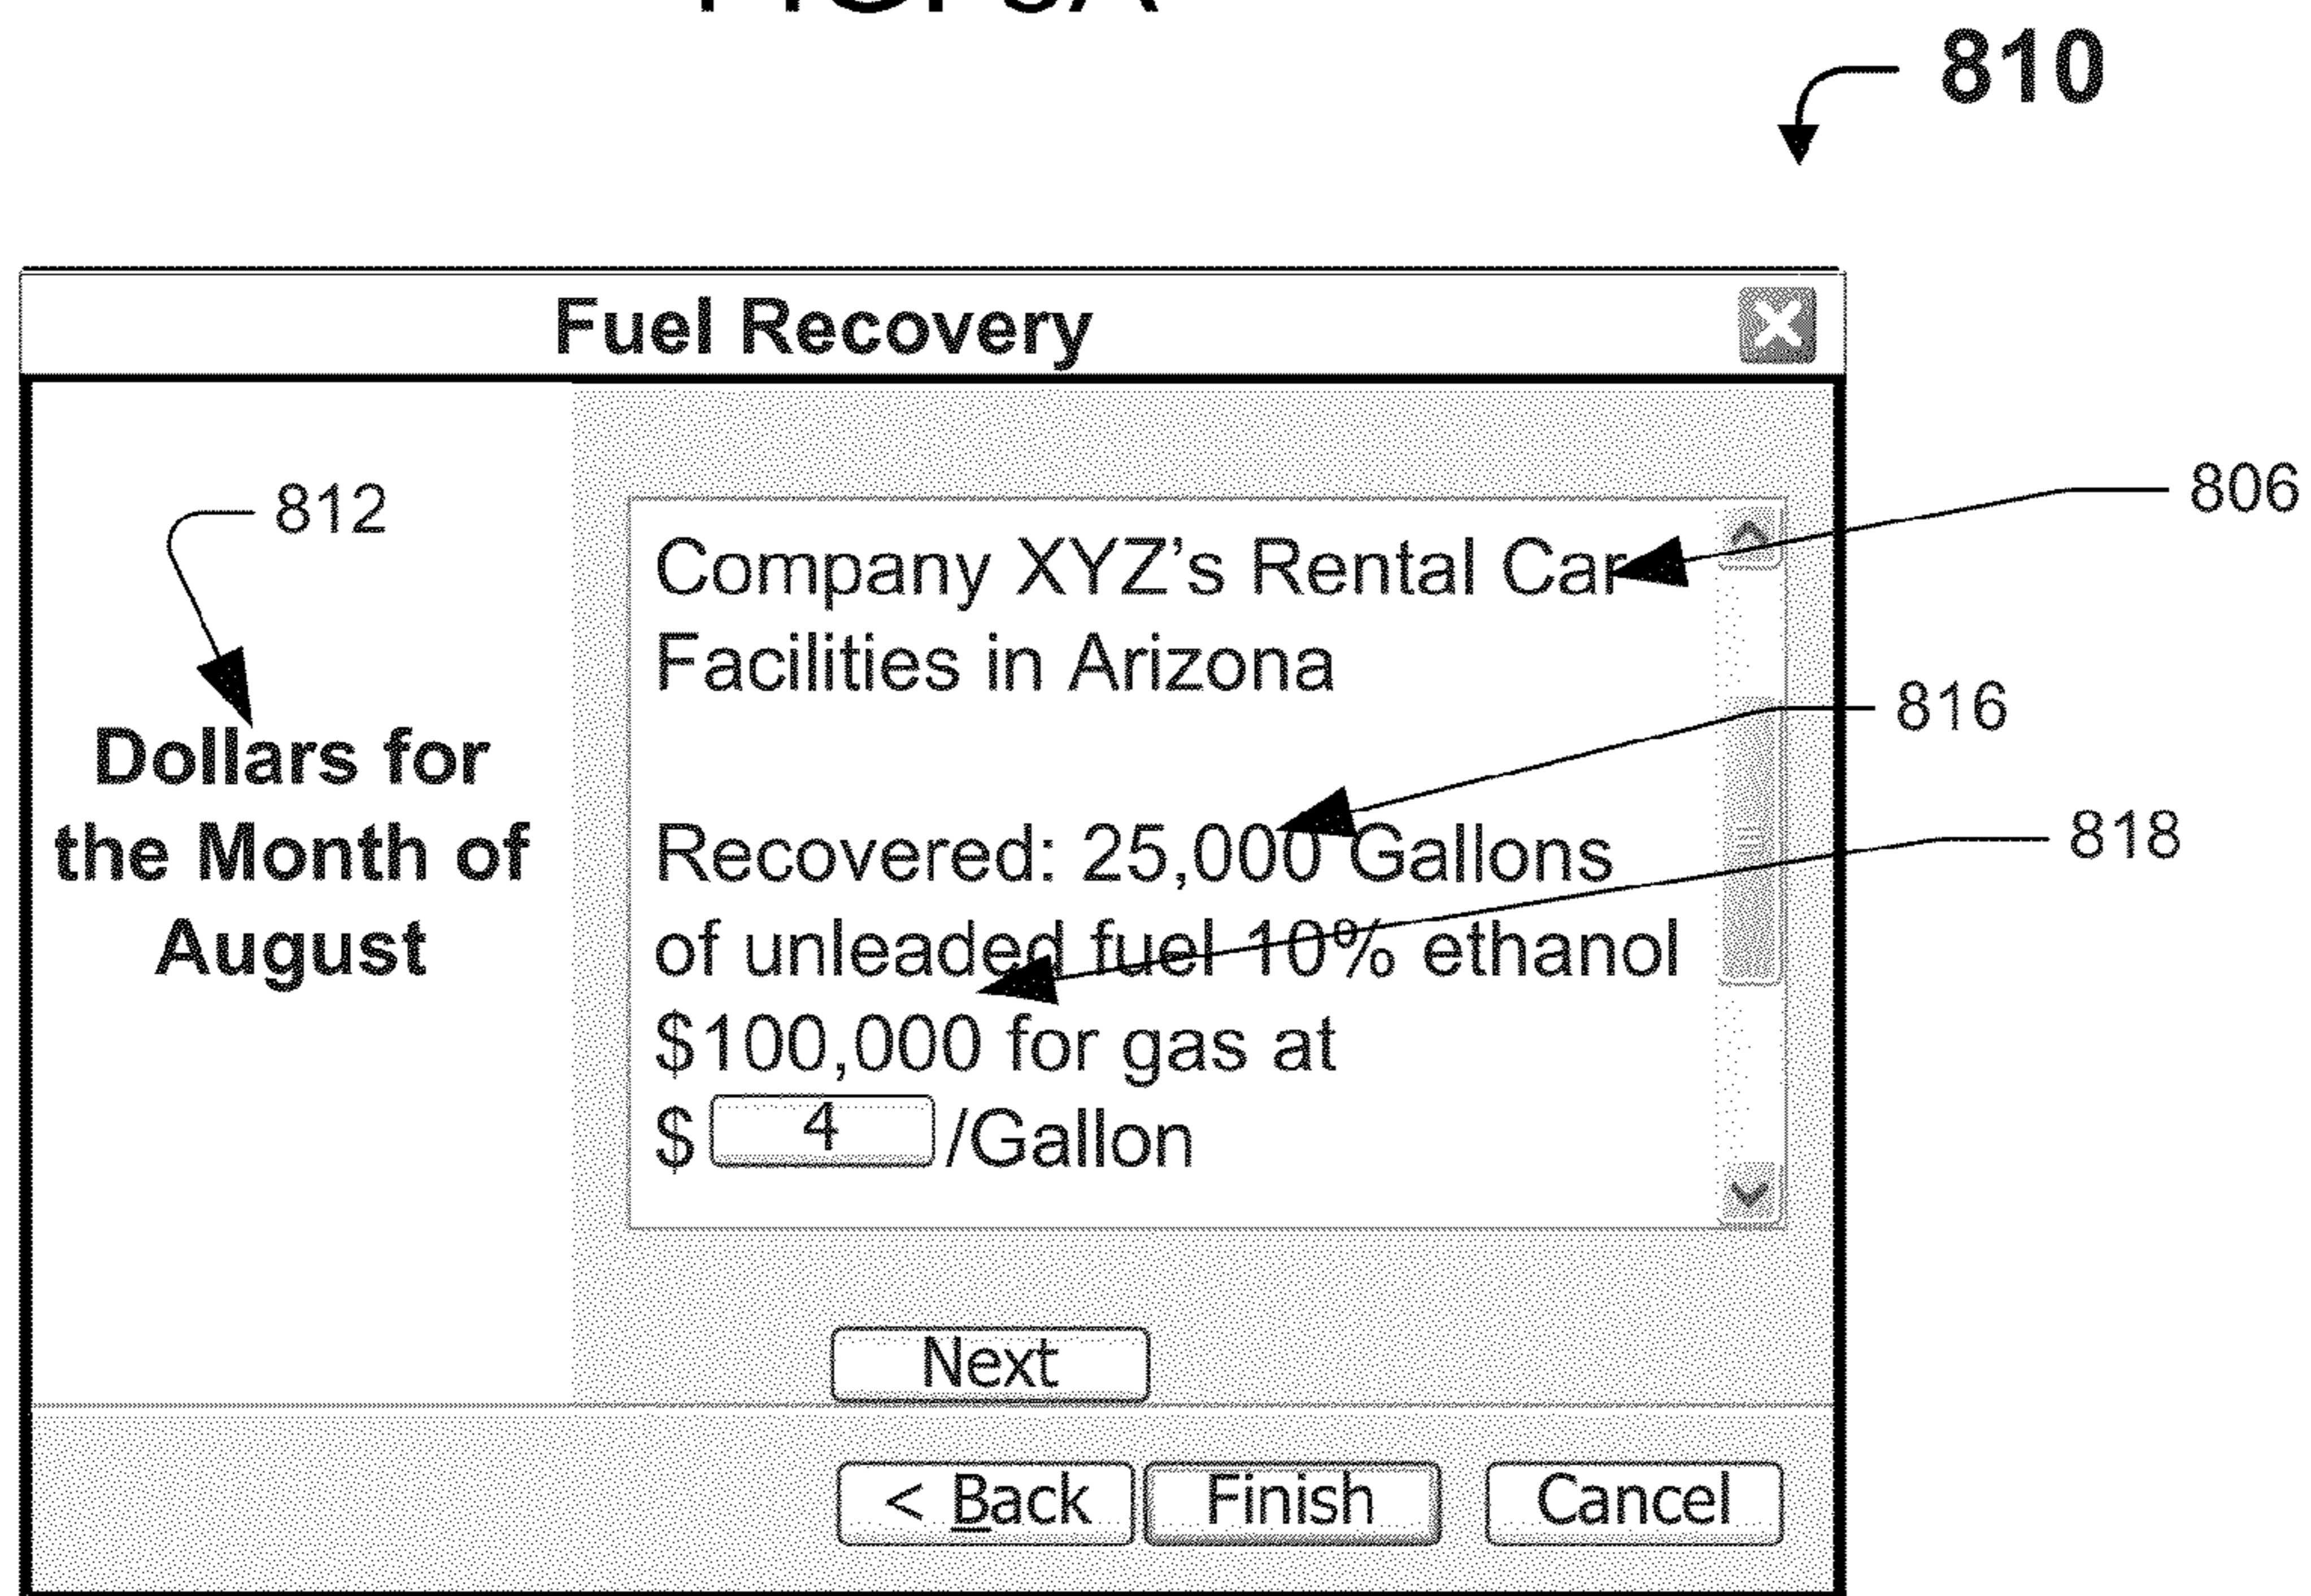 810
Fuel Recovery
812
Dollars for
the Month of
August
Company XYZ's Rental Car
Facilities in Arizona
Recovered: 25,000 Gallons
of unleaded fuel 10% ethanol
$100,000 for gas at
$ 4 /Gallon
806
816
818
Next
< Back
Finish
Cancel